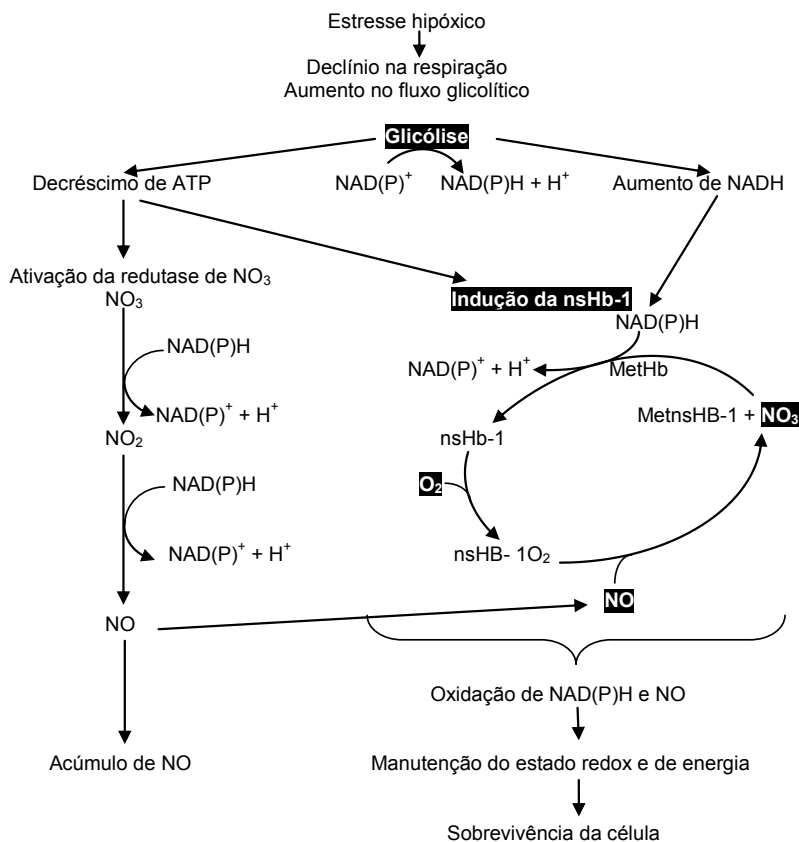 Estresse hipóxico
Declínio na respiração
Aumento no fluxo glicolítico
Glicólise
Decréscimo de ATP
NAD(P)⁺
NAD(P)H + H⁺
Aumento de NADH
Ativação da redutase de NO₃
NO₃
Indução da nsHb-1
NAD(P)H
NAD(P)H
NAD(P)⁺ + H⁺
MetHb
NAD(P)⁺ + H⁺
MetnsHB-1 + NO₃
NO₂
nsHb-1
NAD(P)H
O₂
NAD(P)⁺ + H⁺
nsHB- 1O₂
NO
NO
Oxidação de NAD(P)H e NO
Acúmulo de NO
Manutenção do estado redox e de energia
Sobrevivência da célula